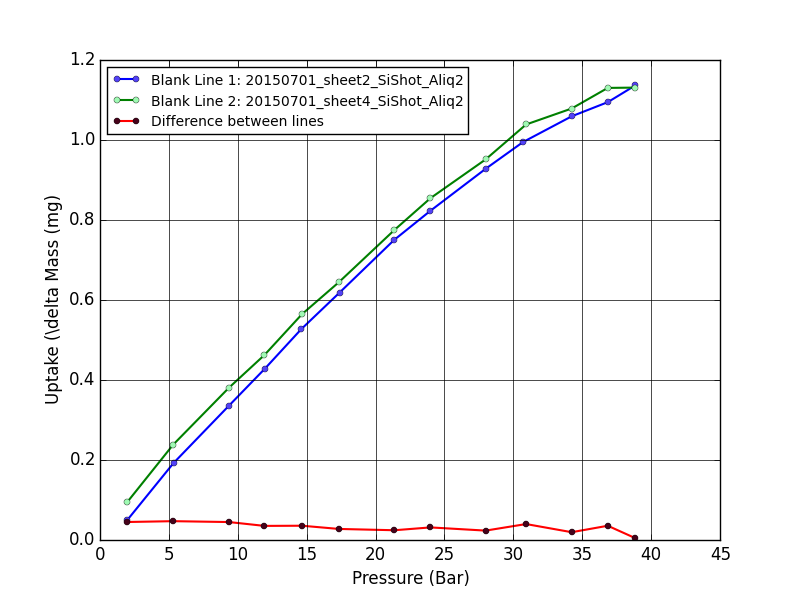 1.2
1.0
0.8
0.6
0.4
0.2
0.0
Uptake (\delta Mass (mg)
Blank Line 1: 20150701_sheet2_SiShot_Aliq2
Blank Line 2: 20150701_sheet4_SiShot_Aliq2
Difference between lines
0 5 10 15 20 25 30 35 40 45
Pressure (Bar)